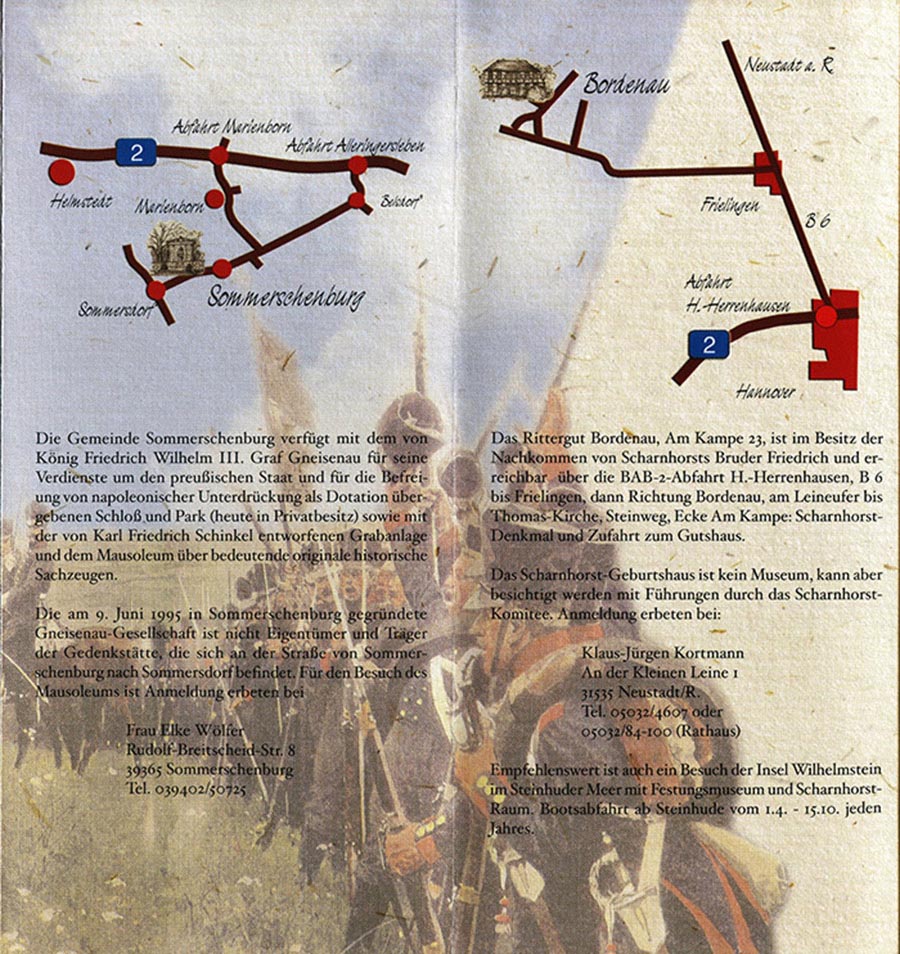 Abfahrt Marienborn
2
Abfahrt Alleringersleben
Helmstedt
Marienborn
Belsdorf
Sommersdorf
Sommerschenburg
Die Gemeinde Sommerschenburg verfügt mit dem von
König Friedrich Wilhelm III. Graf Gneisenau für seine
Verdienste um den preußischen Staat und für die Befrei-
ung von napoleonischer Unterdrückung als Dotation über-
gebenen Schloß und Park (heute in Privatbesitz) sowie mit
der von Karl Friedrich Schinkel entworfenen Grabanlage
und dem Mausoleum über bedeutende originale historische
Sachzeugen.
Die am 9. Juni 1995 in Sommerschenburg gegründete
Gneisenau-Gesellschaft ist nicht Eigentümer und Träger
der Gedenkstätte, die sich an der Straße von Sommer-
schenburg nach Sommersdorf befindet. Für den Besuch des
Mausoleums ist Anmeldung erbeten bei
Frau Elke Wölfer
Rudolf-Breitscheid-Str. 8
39365 Sommerschenburg
Tel. 039402/50725
Neustadt a. R.
Bordenau
Frielingen
B 6
Abfahrt
H.-Herrenhausen
2
Hannover
Das Rittergut Bordenau, Am Kampe 23, ist im Besitz der
Nachkommen von Scharnhorsts Bruder Friedrich und er-
reichbar über die BAB-2-Abfahrt H.-Herrenhausen, B 6
bis Frielingen, dann Richtung Bordenau, am Leineufer bis
Thomas-Kirche, Steinweg, Ecke Am Kampe: Scharnhorst-
Denkmal und Zufahrt zum Gutshaus.
Das Scharnhorst-Geburtshaus ist kein Museum, kann aber
besichtigt werden mit Führungen durch das Scharnhorst-
Komitee. Anmeldung erbeten bei:
Klaus-Jürgen Kortmann
An der Kleinen Leine 1
31535 Neustadt/R.
Tel. 05032/4607 oder
05032/84-100 (Rathaus)
Empfehlenswert ist auch ein Besuch der Insel Wilhelmstein
im Steinhuder Meer mit Festungsmuseum und Scharnhorst-
Raum. Bootsabfahrt ab Steinhude vom 1.4. - 15.10. jeden
Jahres.